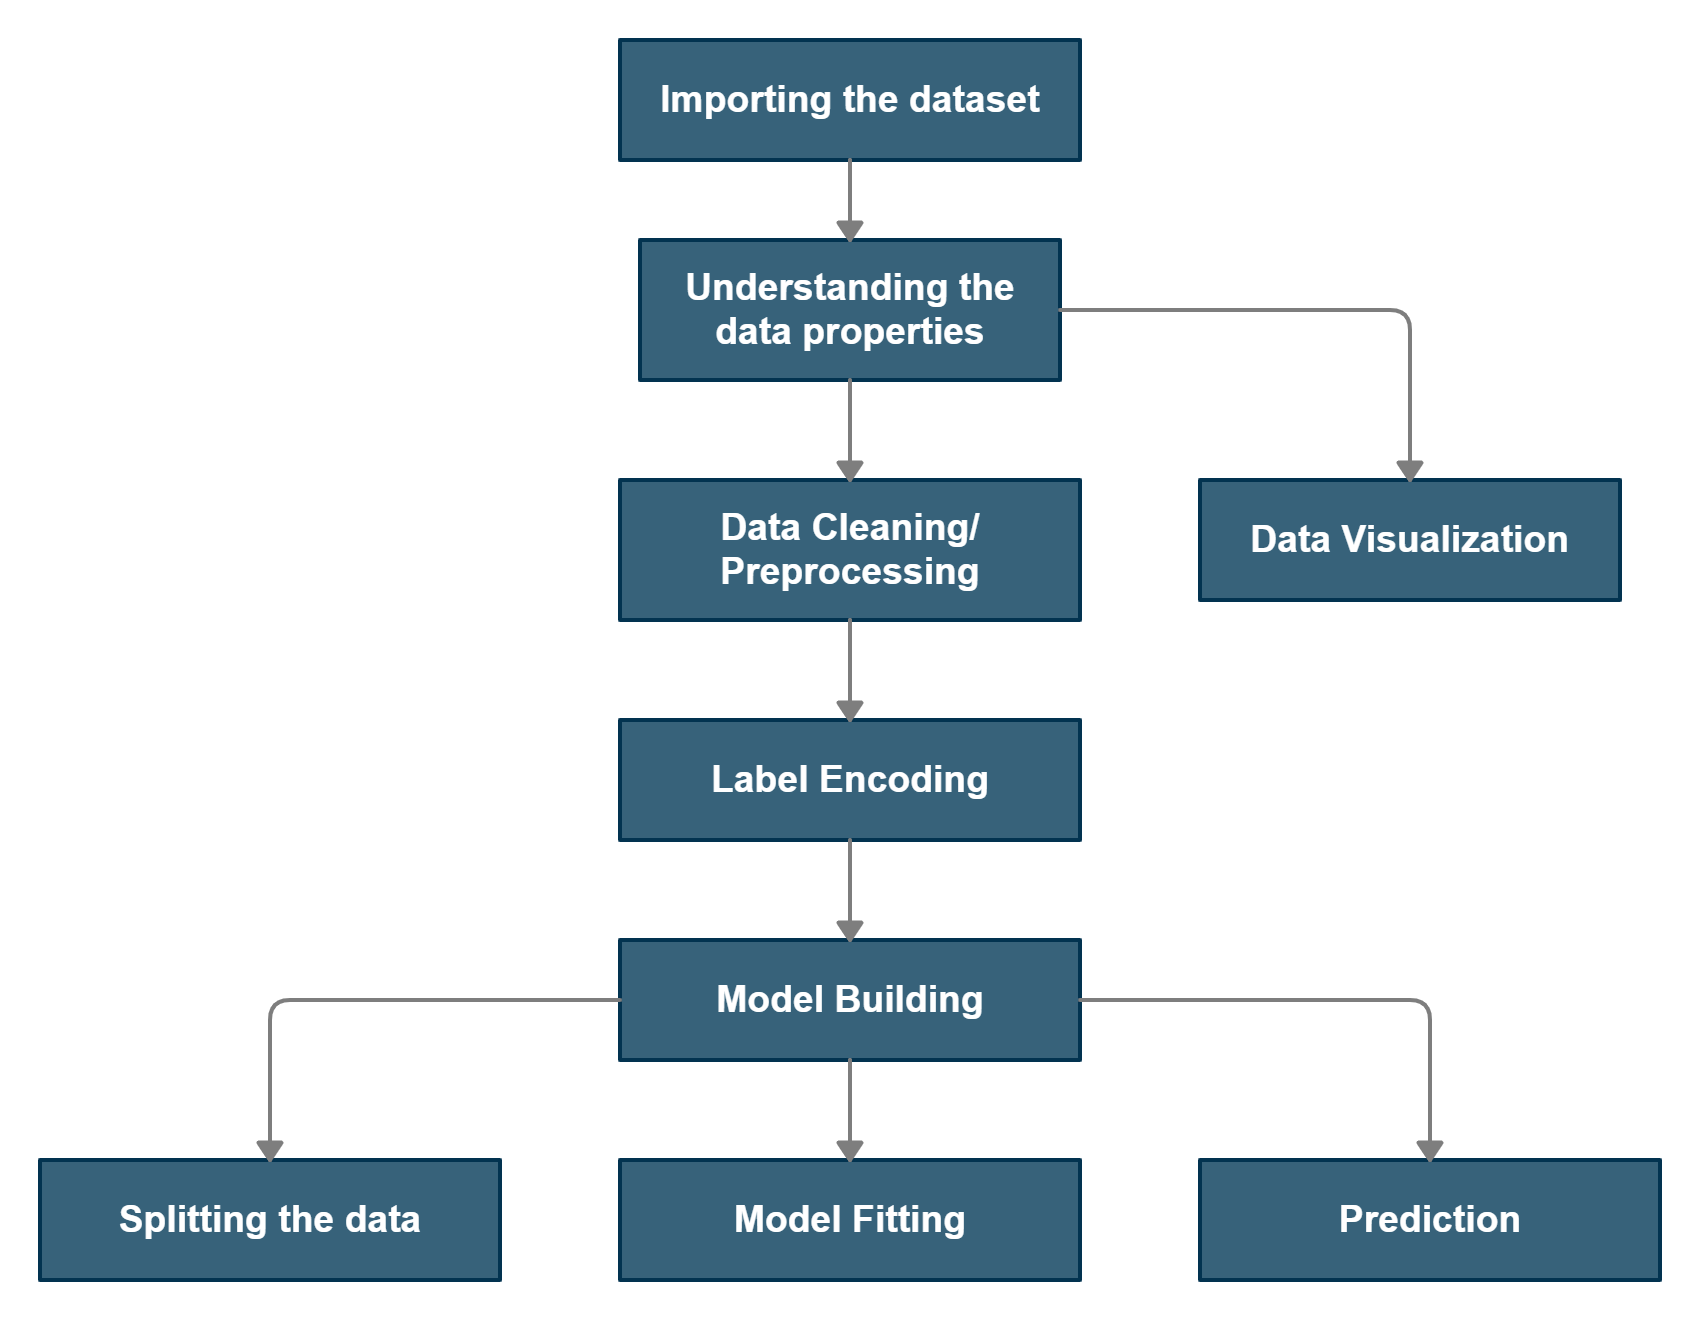 Importing the dataset
Understanding the
data properties
Data Cleaning/
Preprocessing
Data Visualization
Label Encoding
Model Building
Splitting the data
Model Fitting
Prediction